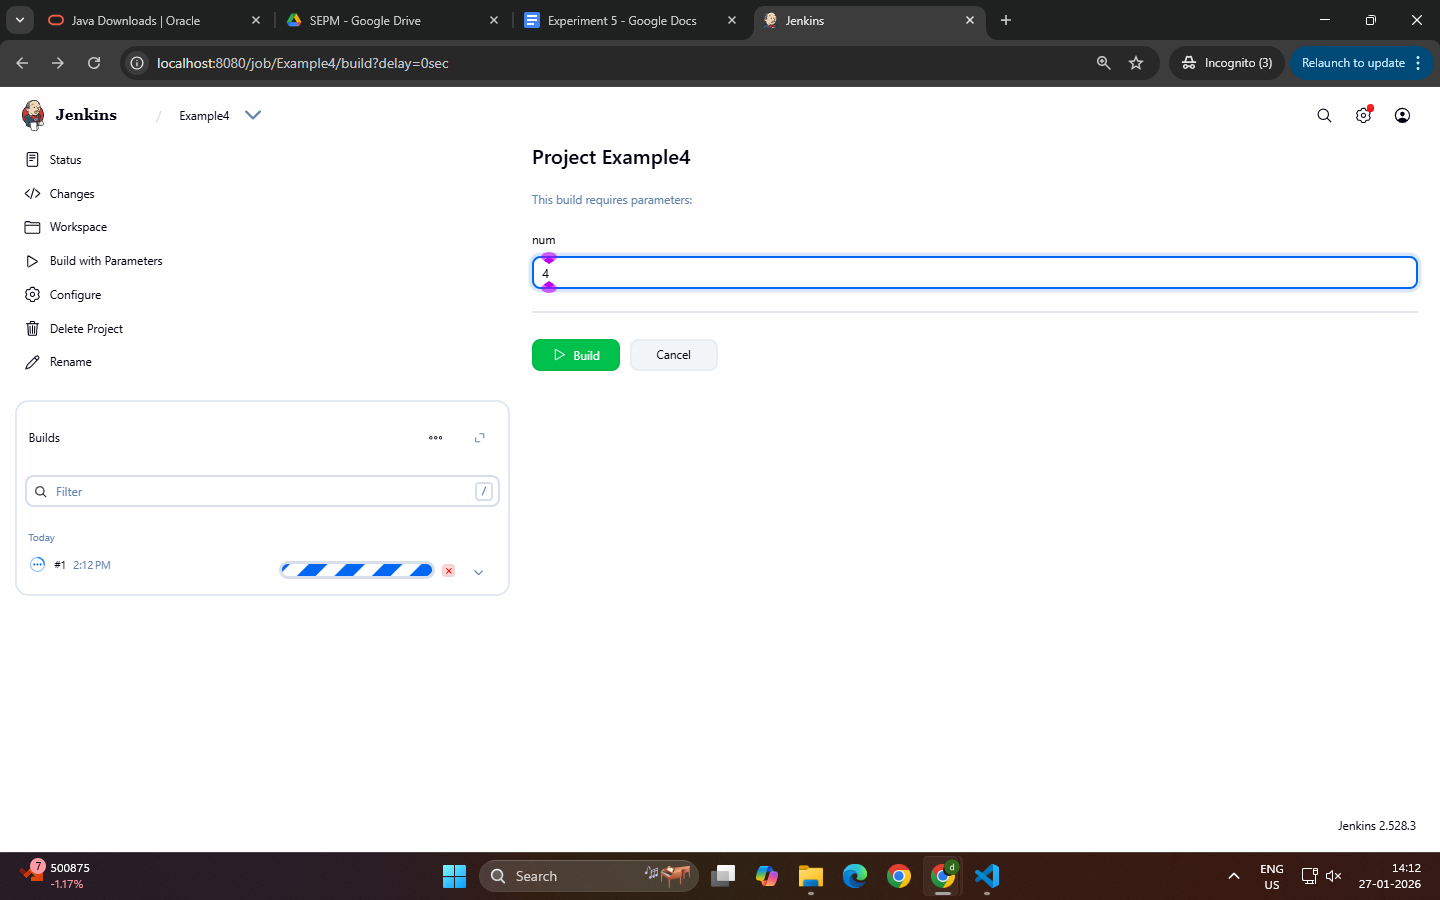 Java Downloads | Oracle
SEPM - Google Drive
Experiment 5 - Google Docs
Jenkins
localhost:8080/job/Example4/build?delay=0sec
Incognito (3)
Relaunch to update
Jenkins / Example4
Status
Changes
Workspace
Build with Parameters
Configure
Delete Project
Rename
Project Example4
This build requires parameters:
num
4
Build
Cancel
Builds
Filter
/
Today
#1 2:12 PM
Jenkins 2.528.3
7
500875
-1.17%
Search
d
ENG
US
14:12
27-01-2026